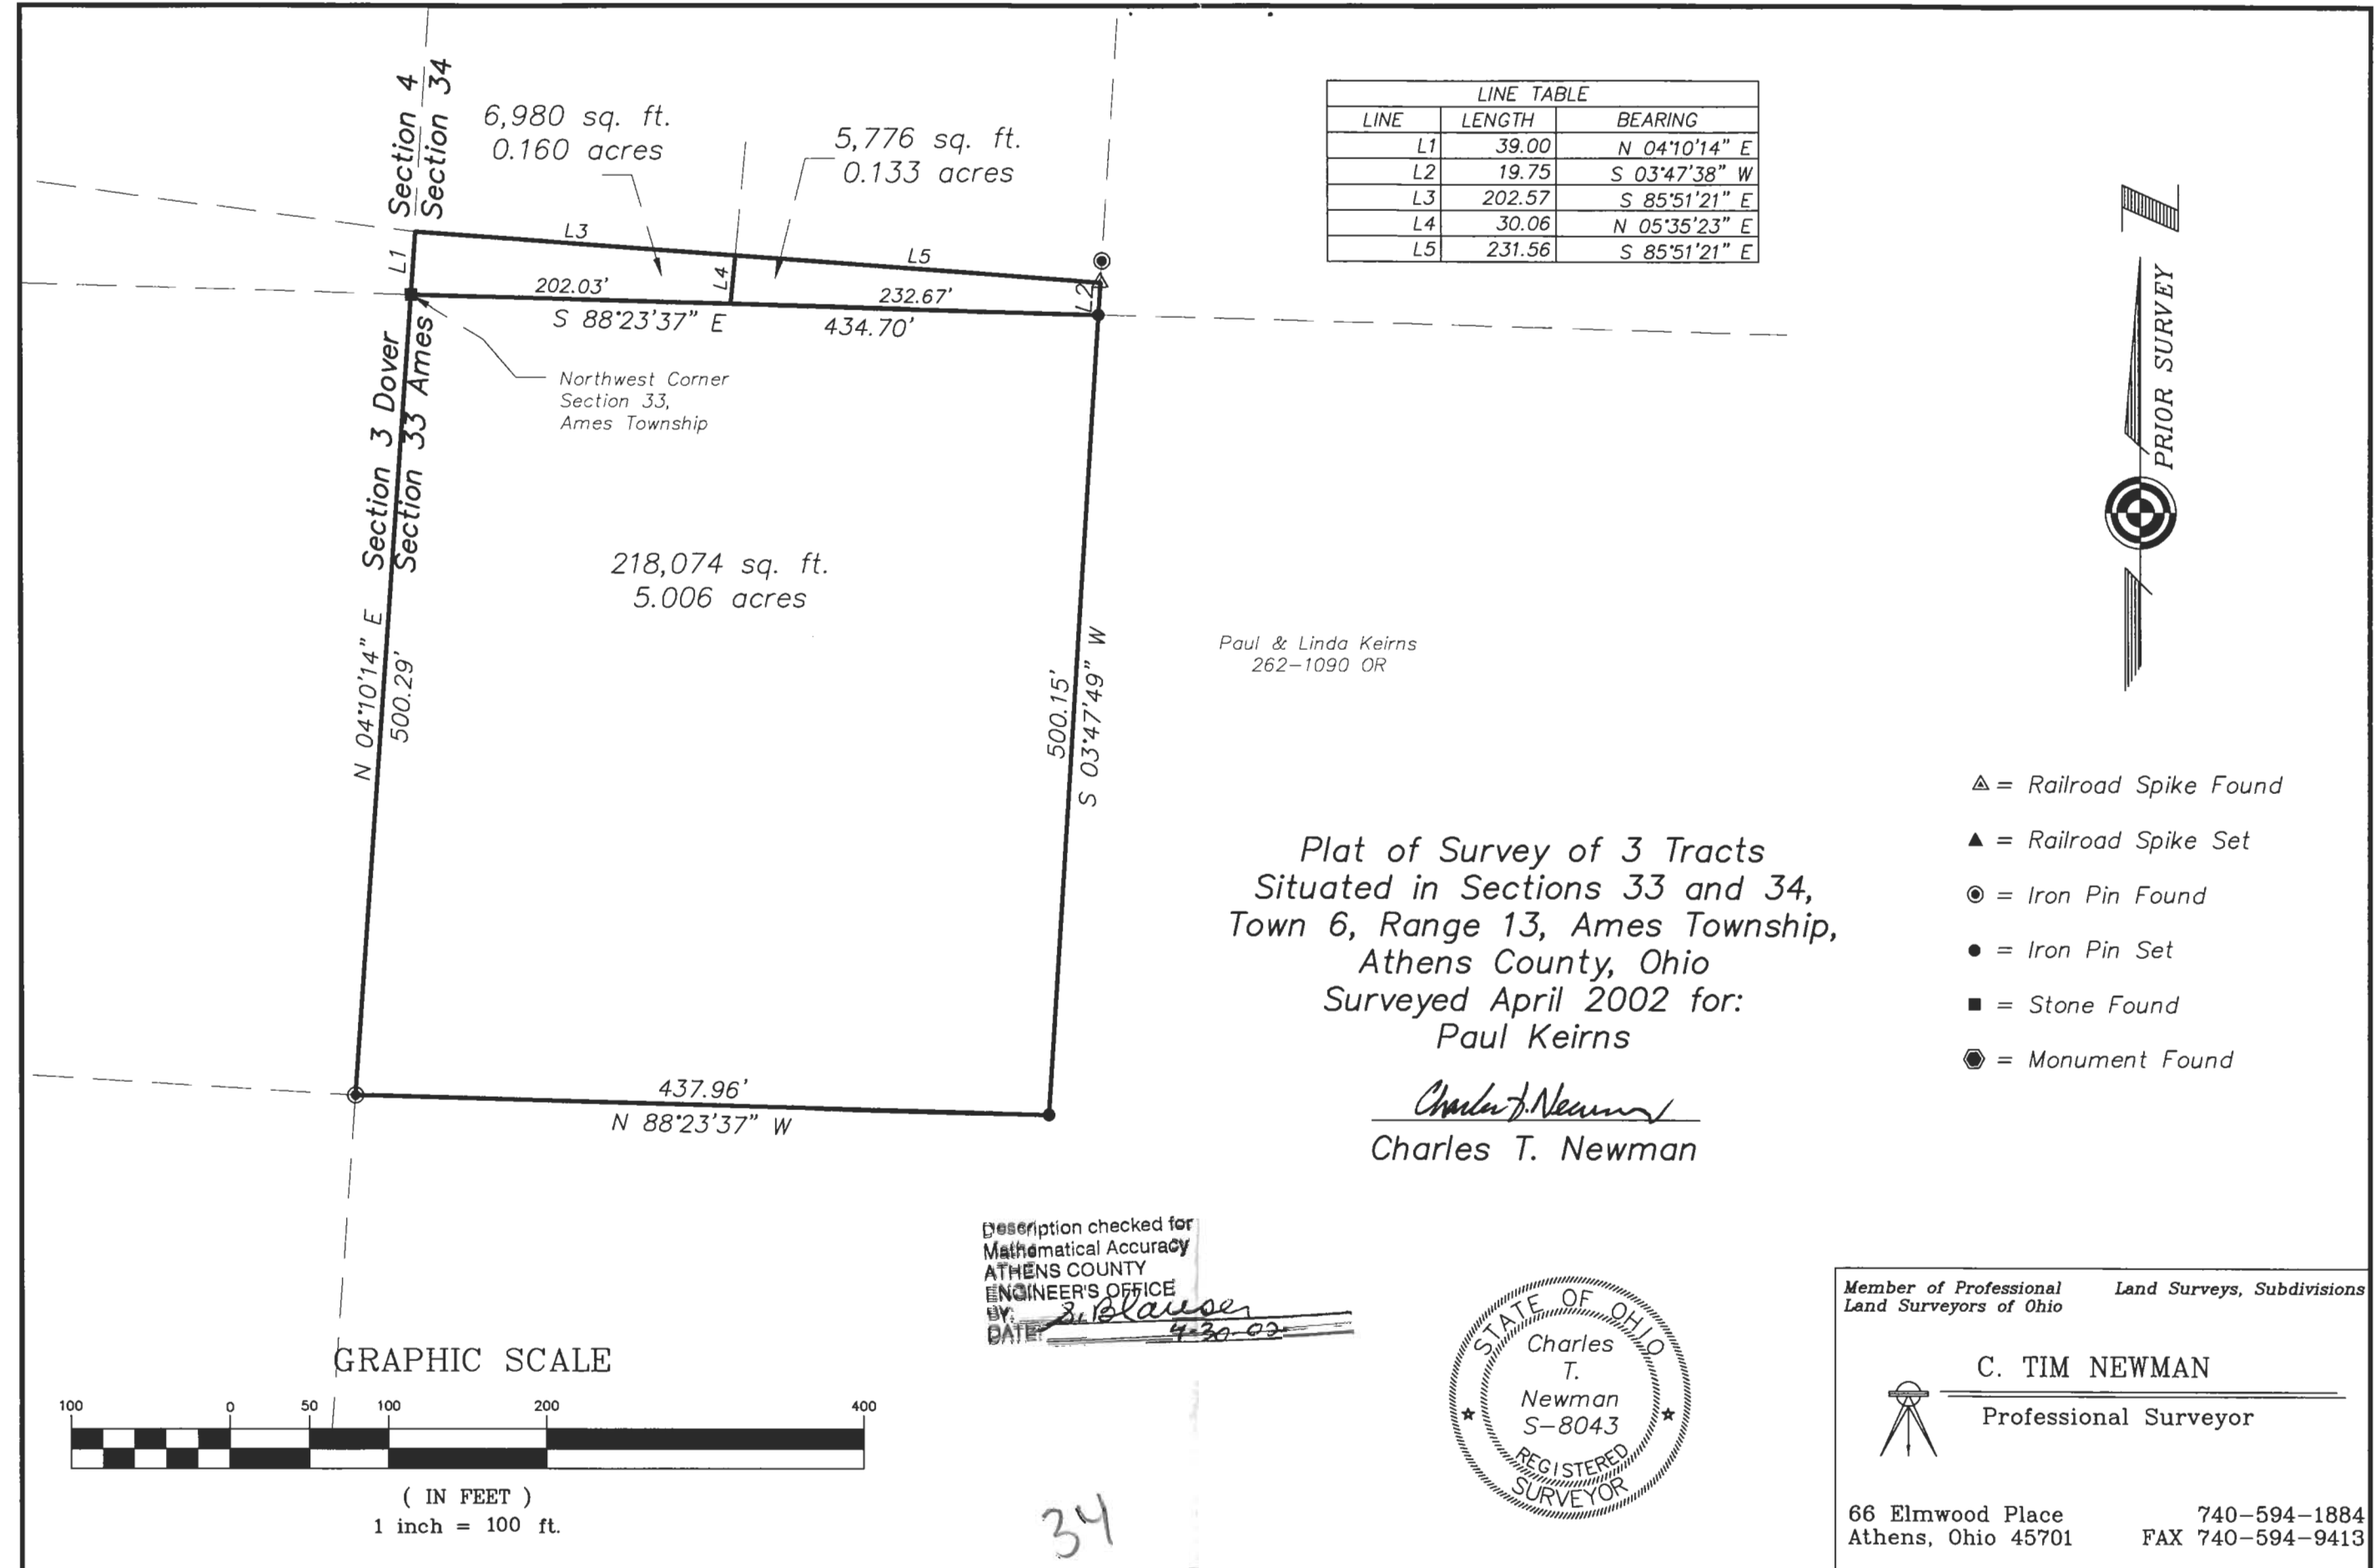 Section 4
Section 34
6,980 sq. ft.
0.160 acres
5,776 sq. ft.
0.133 acres
L1
L3
L4
L5
L2
202.03'
232.67'
S 88°23'37" E
434.70'
Northwest Corner
Section 33,
Ames Township
Section 3 Dover
Section 33 Ames
N 04°10'14" E
500.29'
218,074 sq. ft.
5.006 acres
500.15'
S 03°47'49" W
437.96'
N 88°23'37" W
LINE TABLE
LINE LENGTH BEARING
L1 39.00 N 04°10'14" E
L2 19.75 S 03°47'38" W
L3 202.57 S 85°51'21" E
L4 30.06 N 05°35'23" E
L5 231.56 S 85°51'21" E
PRIOR SURVEY
Paul & Linda Keirns
262-1090 OR
= Railroad Spike Found
= Railroad Spike Set
= Iron Pin Found
= Iron Pin Set
= Stone Found
= Monument Found
Plat of Survey of 3 Tracts
Situated in Sections 33 and 34,
Town 6, Range 13, Ames Township,
Athens County, Ohio
Surveyed April 2002 for:
Paul Keirns
Charles T. Newman
Charles T. Newman
Description checked for
Mathematical Accuracy
ATHENS COUNTY
ENGINEER'S OFFICE
BY: S. Blauser
DATE: 4-30-02
GRAPHIC SCALE
100 0 50 100 200 400
( IN FEET )
1 inch = 100 ft.
34
STATE OF OHIO
Charles
T.
Newman
S-8043
REGISTERED
SURVEYOR
Member of Professional Land Surveys, Subdivisions
Land Surveyors of Ohio
C. TIM NEWMAN
Professional Surveyor
66 Elmwood Place 740-594-1884
Athens, Ohio 45701 FAX 740-594-9413